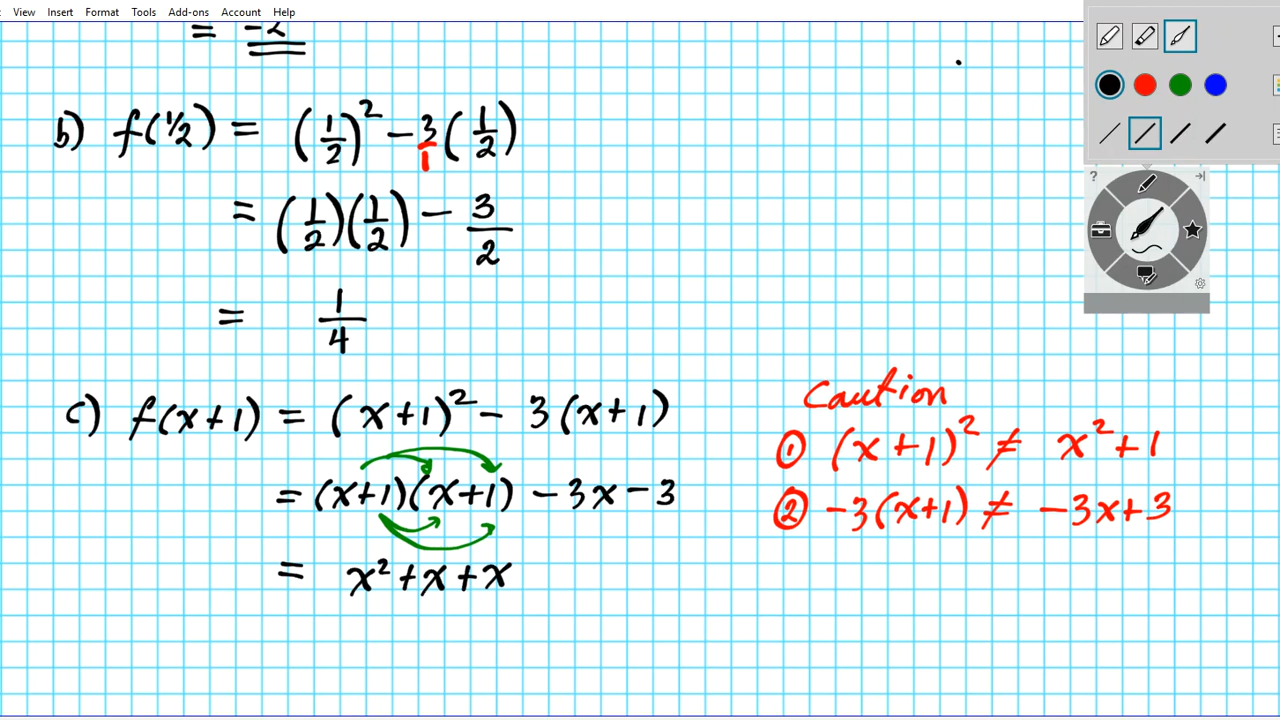 View Insert Format Tools Add-ons Account Help
= -2
b) f(1/2) = (1/2)² - 3/1 (1/2)
= (1/2)(1/2) - 3/2
= 1/4
c) f(x+1) = (x+1)² - 3(x+1)
= (x+1)(x+1) - 3x - 3
= x² + x + x
Caution
① (x+1)² ≠ x² + 1
② -3(x+1) ≠ -3x+3
?